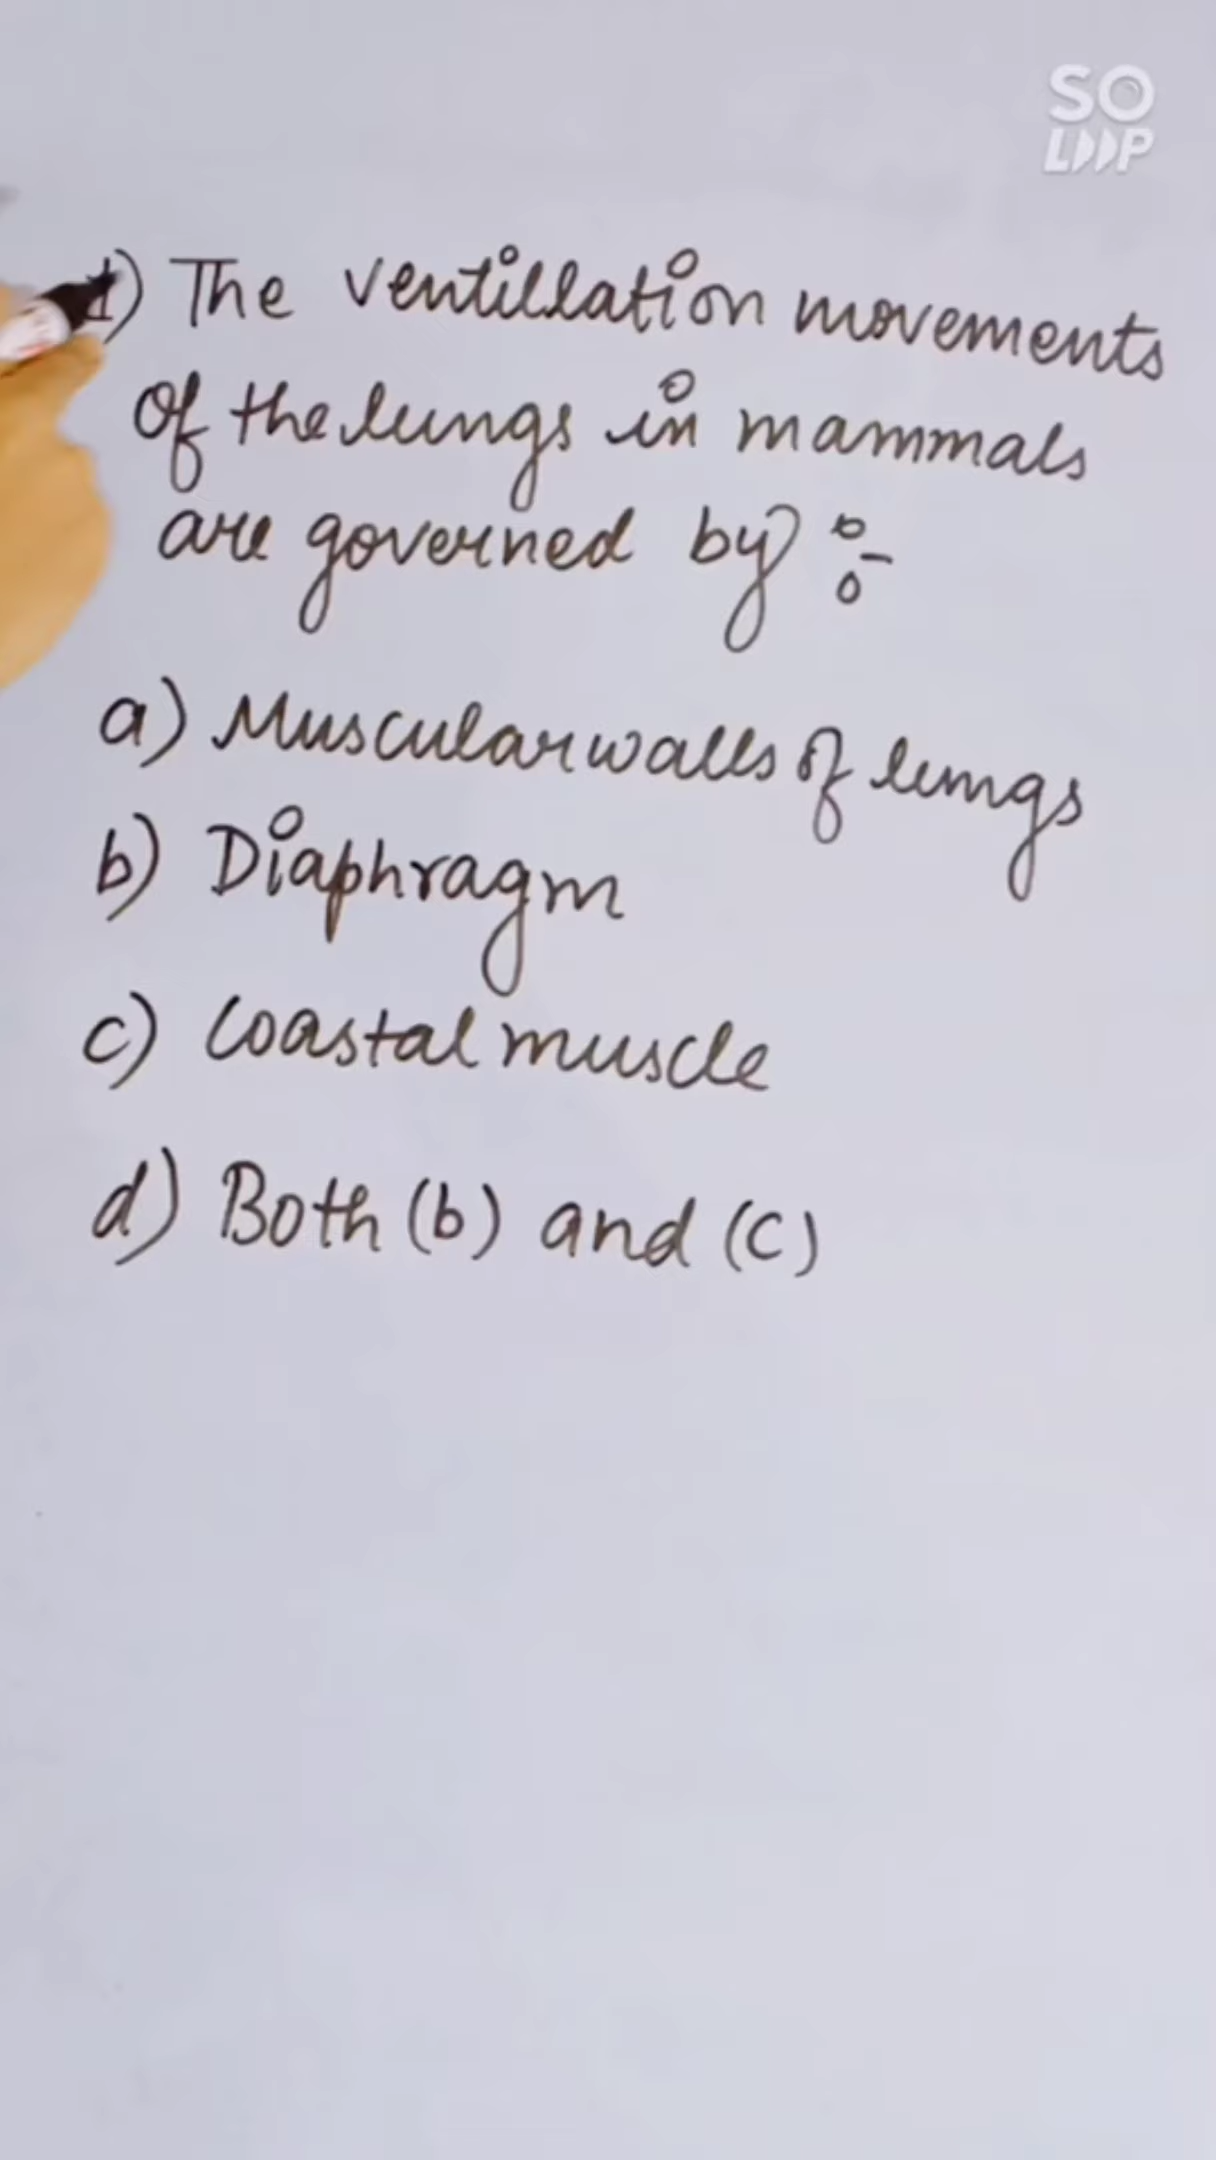 SO
LOOP
1) The ventillation movements
of the lungs in mammals
are governed by :-
a) Muscular walls of lungs
b) Diaphragm
c) Coastal muscle
d) Both (b) and (c)